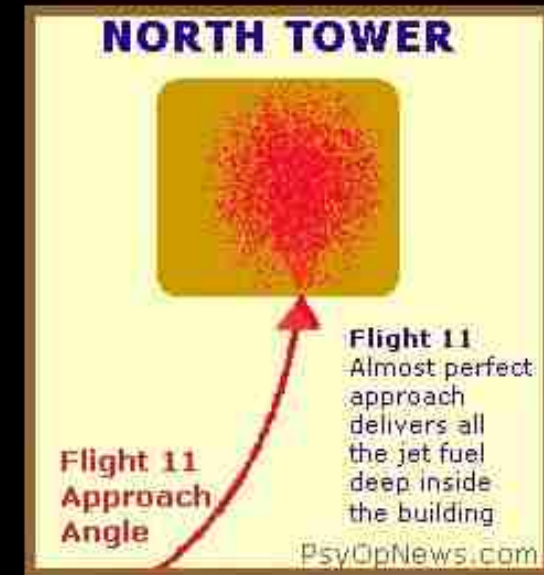 NORTH TOWER
Flight 11
Almost perfect
approach
delivers all
the jet fuel
deep inside
the building
Flight 11
Approach
Angle
PsyOpNews.com